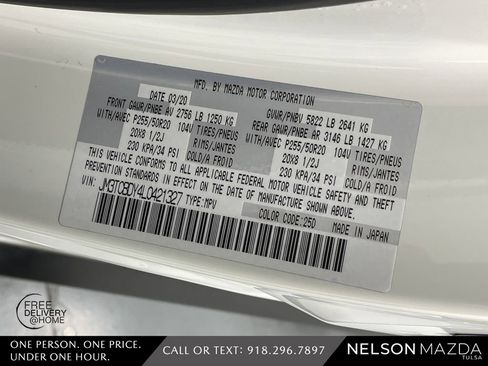 MFD. BY MAZDA MOTOR CORPORATION
DATE 03/20
GVWR/PNBV 5822 LB 2641 KG
FRONT GAWR/PNBE AV 2756 LB 1250 KG
REAR GAWR/PNBE AR 3146 LB 1427 KG
WITH/AVEC P255/50R20 104V TIRES/PNEUS
WITH/AVEC P255/50R20 104V TIRES/PNEUS
20X8 1/2J RIMS/JANTES
20X8 1/2J RIMS/JANTES
230 KPA/34 PSI COLD/A FROID
230 KPA/34 PSI COLD/A FROID
THIS VEHICLE CONFORMS TO ALL APPLICABLE FEDERAL MOTOR VEHICLE SAFETY AND THEFT
PREVENTION STANDARDS IN EFFECT ON THE DATE OF MANUFACTURE SHOWN ABOVE.
VIN: JM3TCBDY4L0421327 TYPE:MPV
COLOR CODE:25D
MADE IN JAPAN
FREE
DELIVERY
@HOME
ONE PERSON. ONE PRICE.
UNDER ONE HOUR.
CALL OR TEXT: 918.296.7897
NELSON MAZDA
TULSA